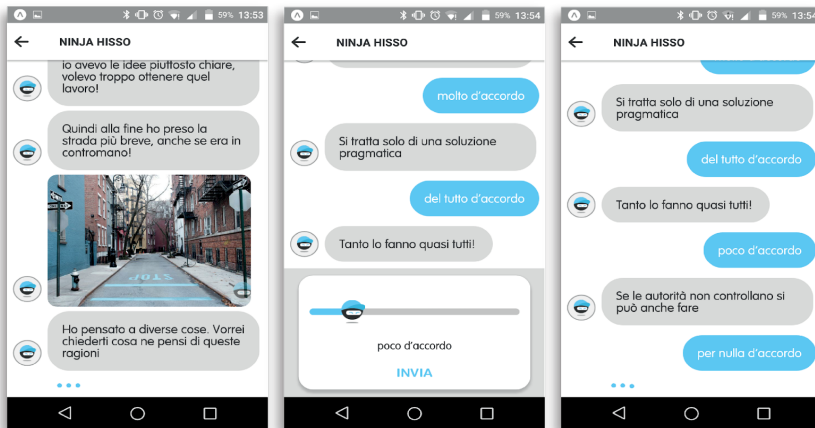 59% 13:53
NINJA HISSO
io avevo le idee piuttosto chiare,
volevo troppo ottenere quel
lavoro!
Quindi alla fine ho preso la
strada più breve, anche se era in
contromano!
STOP
Ho pensato a diverse cose. Vorrei
chiederti cosa ne pensi di queste
ragioni
59% 13:54
NINJA HISSO
molto d'accordo
Si tratta solo di una soluzione
pragmatica
del tutto d'accordo
Tanto lo fanno quasi tutti!
poco d'accordo
INVIA
59% 13:54
NINJA HISSO
Si tratta solo di una soluzione
pragmatica
del tutto d'accordo
Tanto lo fanno quasi tutti!
poco d'accordo
Se le autorità non controllano si
può anche fare
per nulla d'accordo